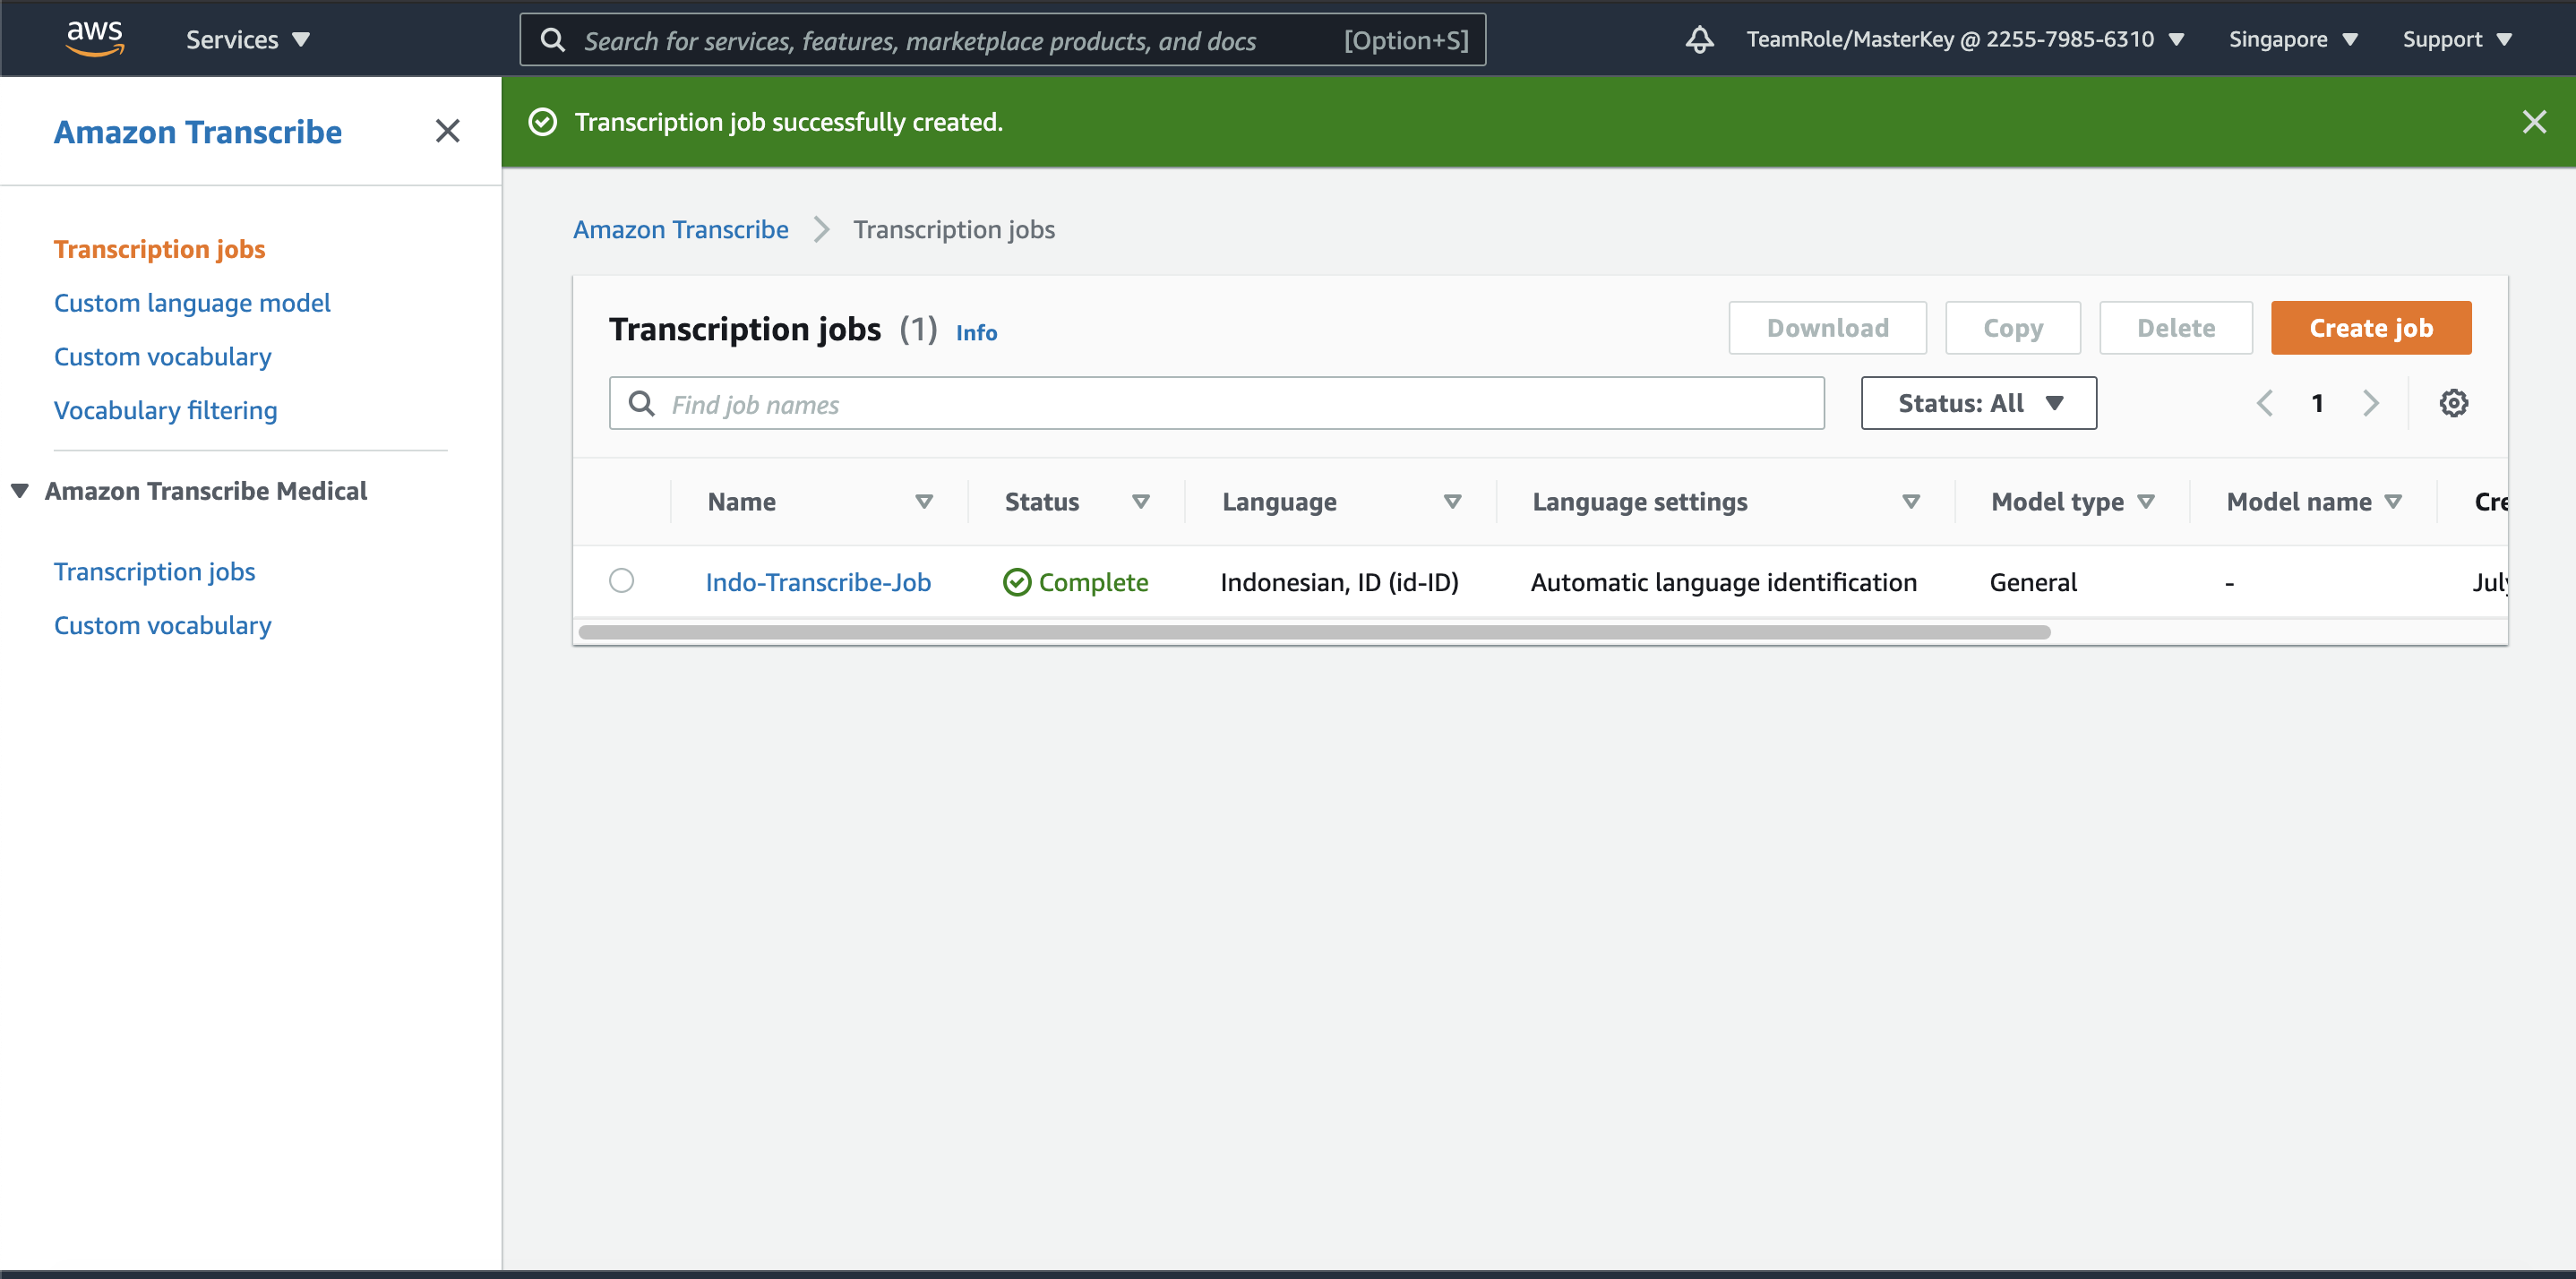 aws
Services
Search for services, features, marketplace products, and docs [Option+S]
TeamRole/MasterKey @ 2255-7985-6310
Singapore
Support
Amazon Transcribe
Transcription job successfully created.
Transcription jobs
Custom language model
Custom vocabulary
Vocabulary filtering
Amazon Transcribe Medical
Transcription jobs
Custom vocabulary
Amazon Transcribe Transcription jobs
Transcription jobs (1) Info
Download Copy Delete Create job
Find job names
Status: All
1
Name Status Language Language settings Model type Model name Cre
Indo-Transcribe-Job Complete Indonesian, ID (id-ID) Automatic language identification General - July